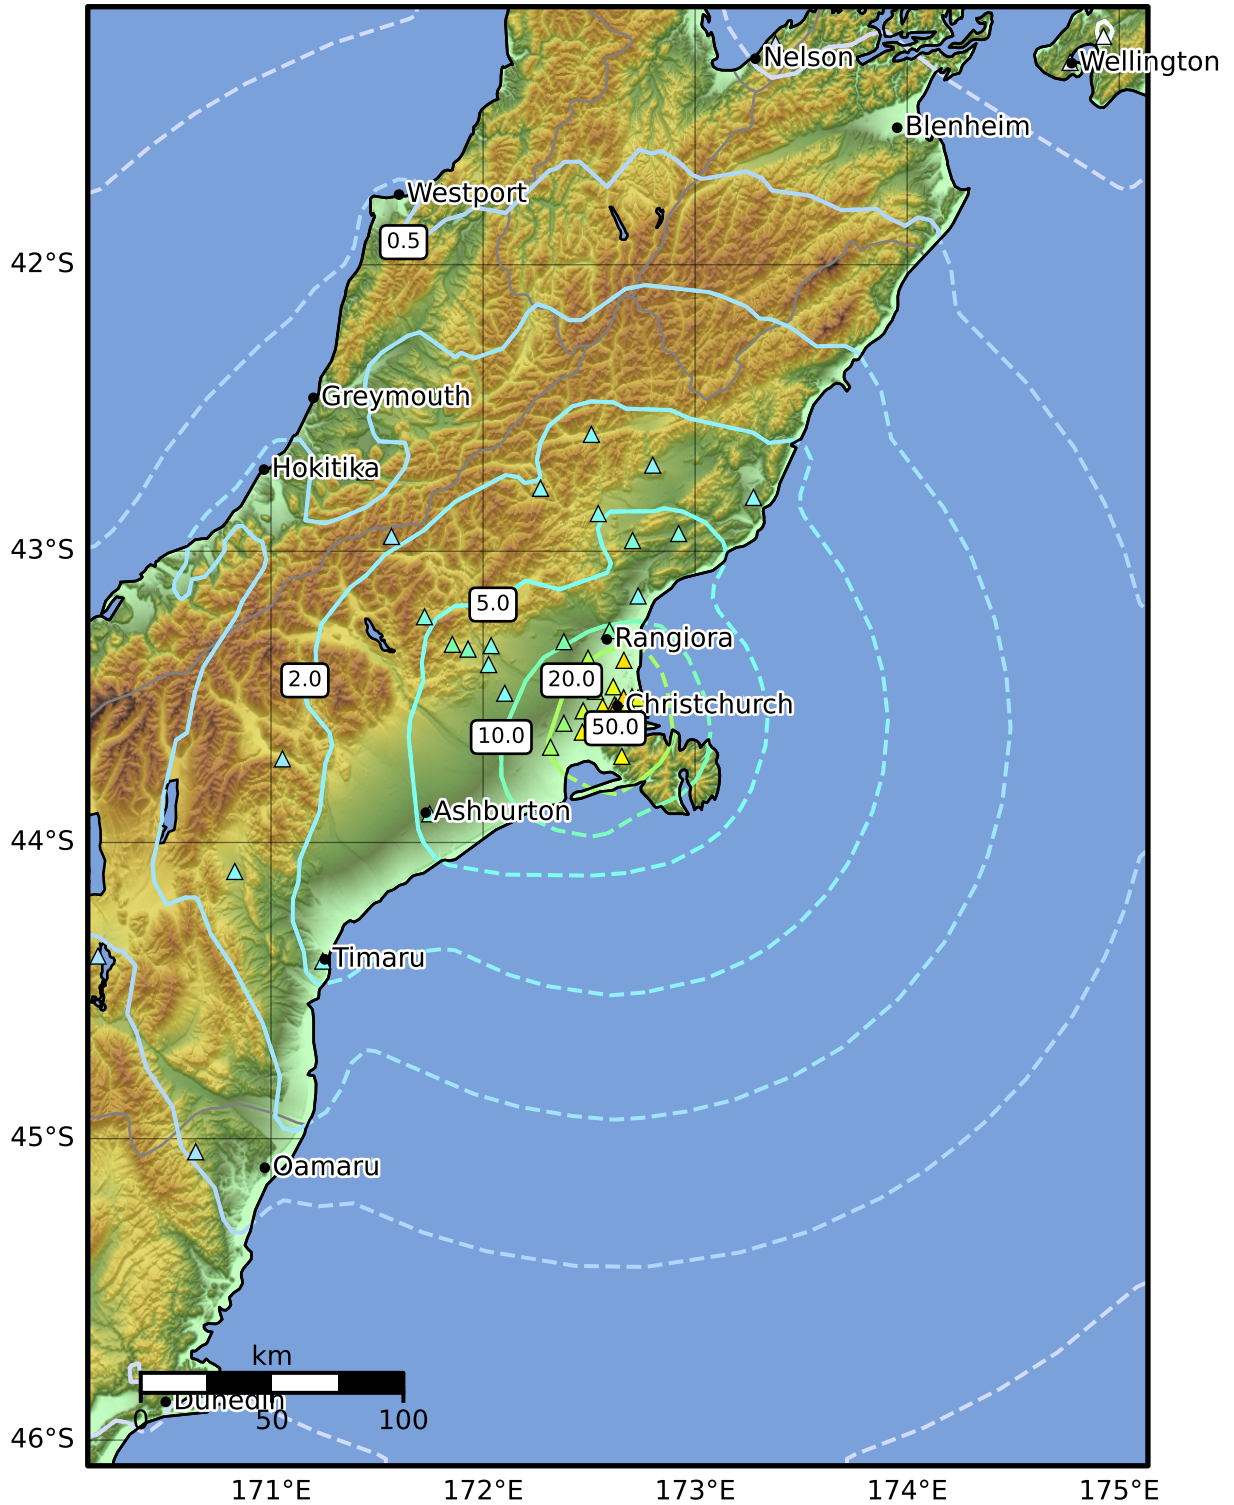 Nelson
Wellington
Blenheim
Westport
0.5
42°S
Greymouth
Hokitika
43°S
5.0
Rangiora
2.0
20.0
Christchurch
10.0
50.0
Ashburton
44°S
Timaru
45°S
Oamaru
km
Dunedin
0 50 100
46°S
171°E 172°E 173°E 174°E 175°E